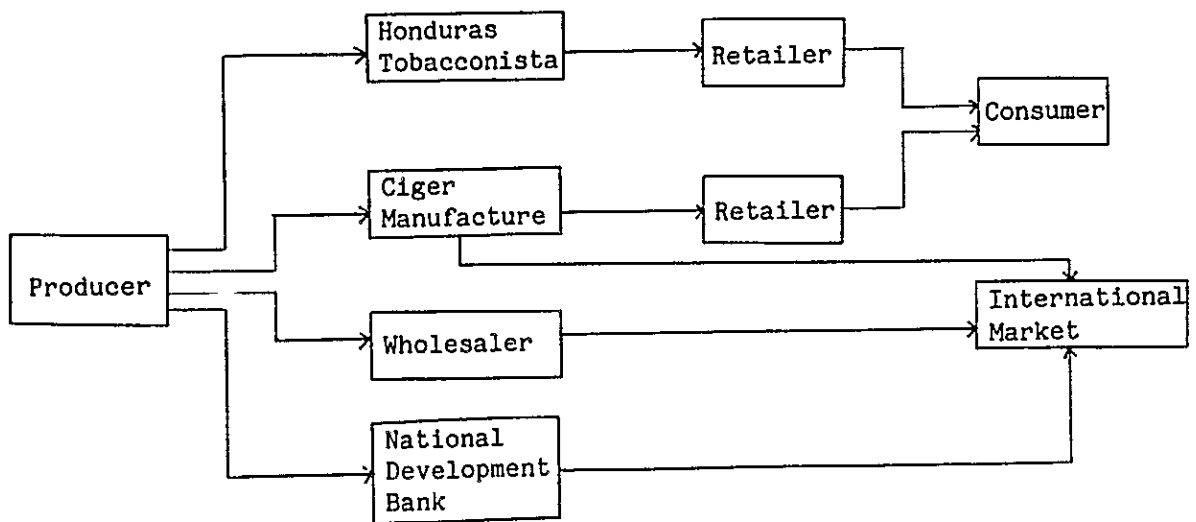 Honduras
Tobacconista
Retailer
Consumer
Ciger
Manufacture
Retailer
Producer
International
Market
Wholesaler
National
Development
Bank